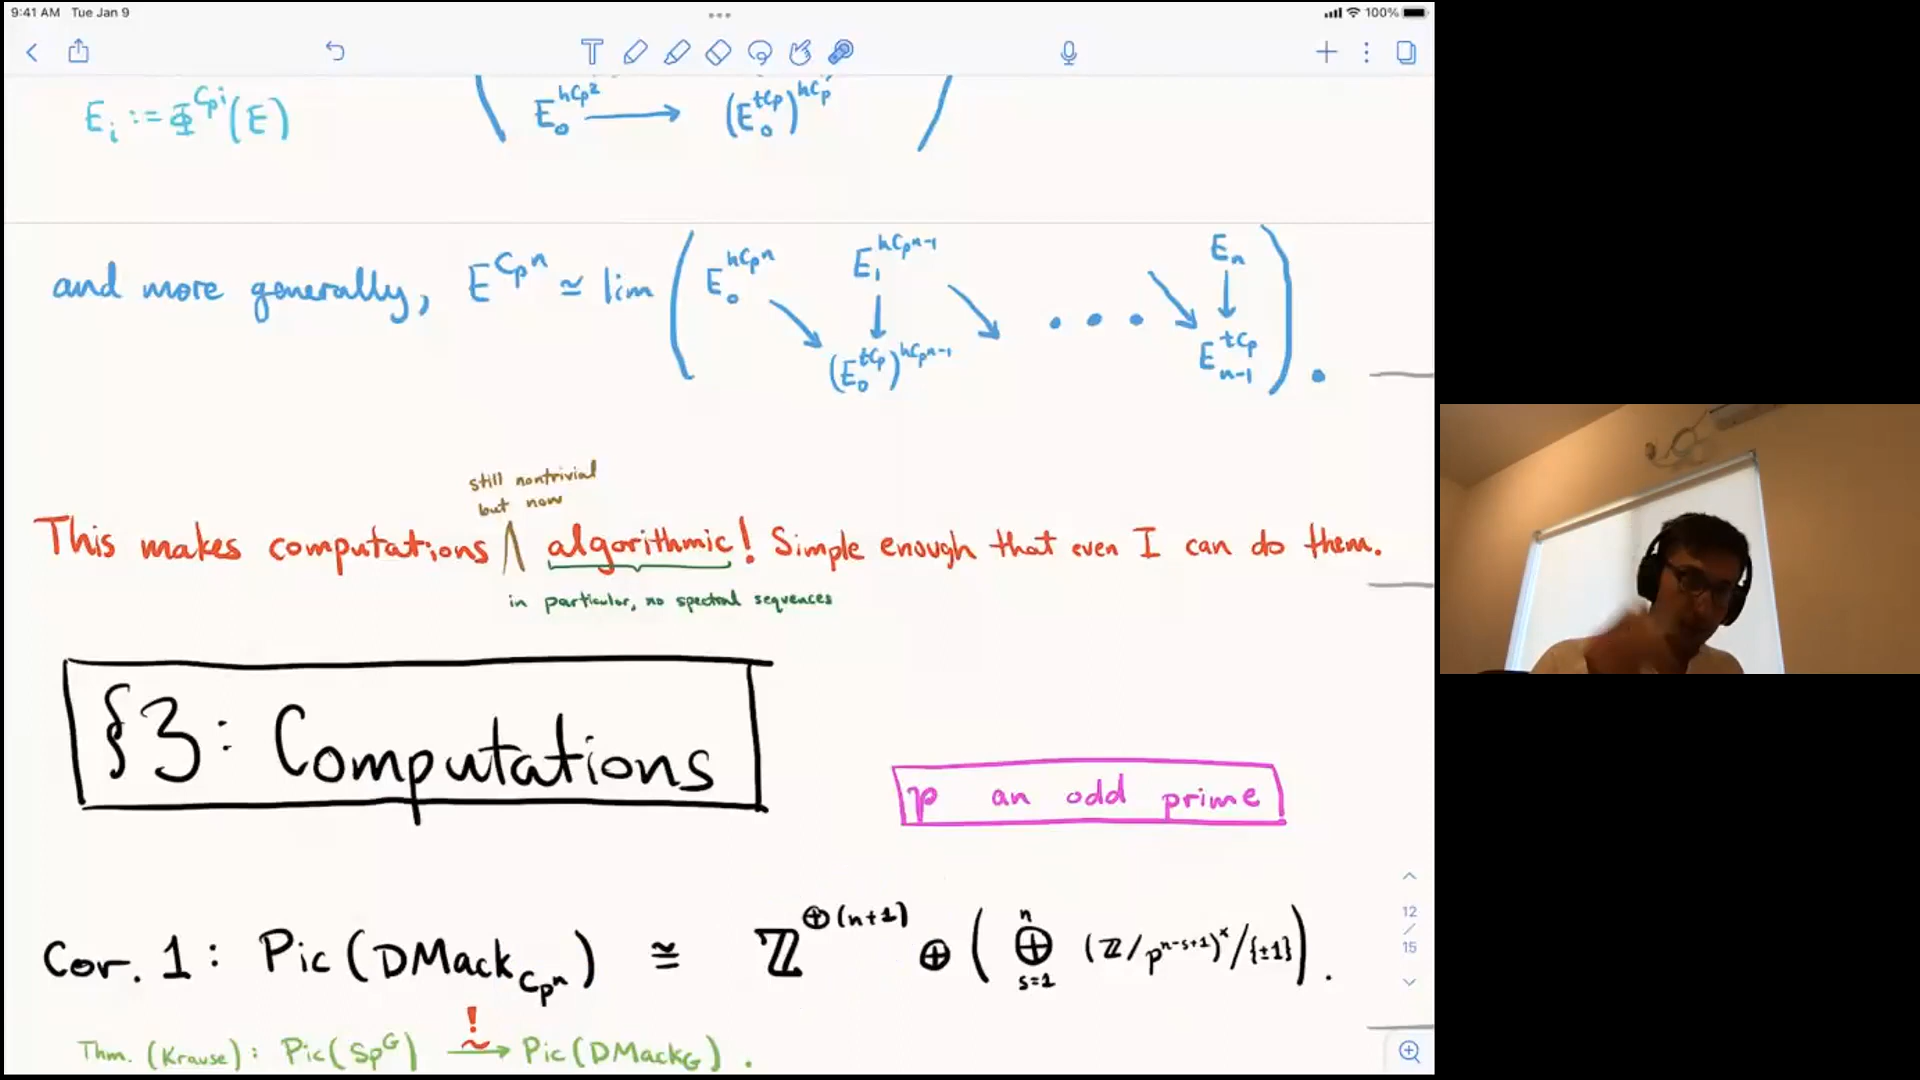 9:41 AM Tue Jan 9
100%
E_i := Φ^{C_{p^i}}(E)
E_0^{hC_{p^2}} → (E_0^{tC_p})^{hC_p}
and more generally, E^{C_{p^n}} ≃ lim ( E_0^{hC_{p^n}} ↘ (E_0^{tC_p})^{hC_{p^{n-1}}} ↓ E_1^{hC_{p^{n-1}}} ↘ • • • ↘ E_n ↓ E_{n-1}^{tC_p} ) .
still nontrivial
but now
This makes computations ∧ algorithmic! Simple enough that even I can do them.
in particular, no spectral sequences
§3: Computations
p an odd prime
Cor. 1: Pic(DMack_{C_{p^n}}) ≅ ℤ^{⊕(n+1)} ⊕ ( ⊕_{s=1}^{n} (ℤ/p^{n-s+1})^×/{±1} ) .
Thm. (Krause): Pic(Sp^G) →^{~ !} Pic(DMack_G) .
12
/
15